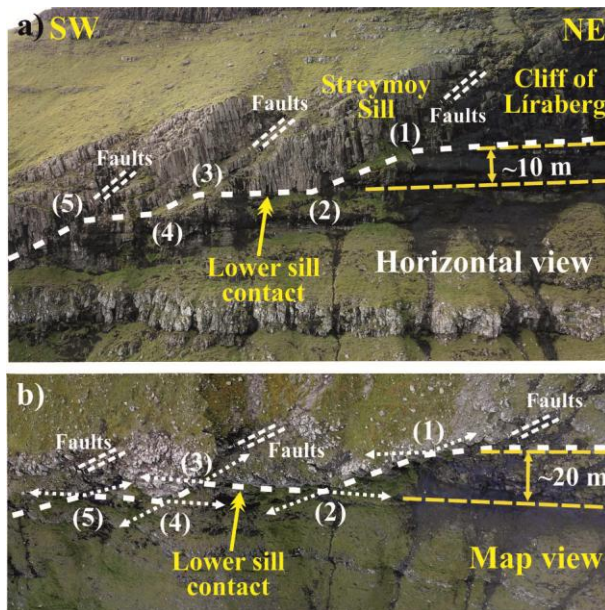 a) SW
NE
Streymoy
Sill
Cliff of
Líraberg
Faults
Faults
Faults
(1)
(3)
(5)
(2)
(4)
~10 m
Lower sill
contact
Horizontal view
b)
Faults
Faults
Faults
(1)
(3)
(5)
(4)
(2)
~20 m
Lower sill
contact
Map view